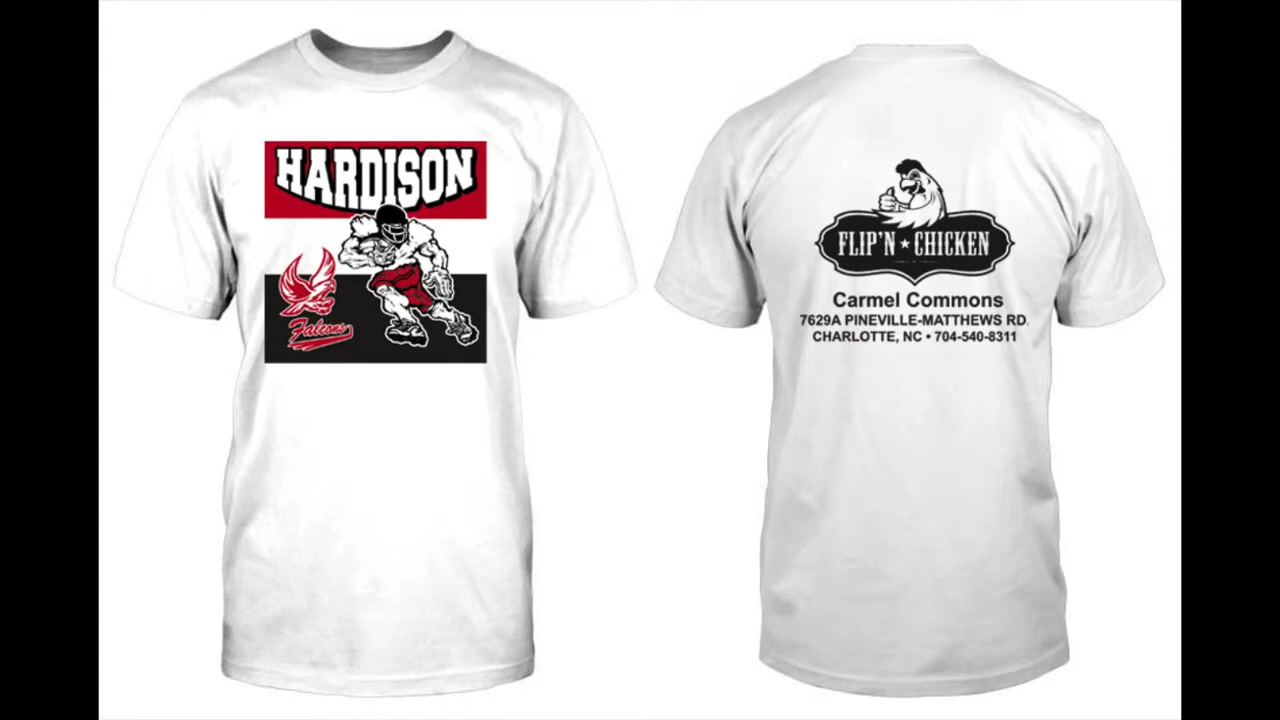 HARDISON
Falcons
FLIP'N ★ CHICKEN
Carmel Commons
7629A PINEVILLE-MATTHEWS RD.
CHARLOTTE, NC • 704-540-8311